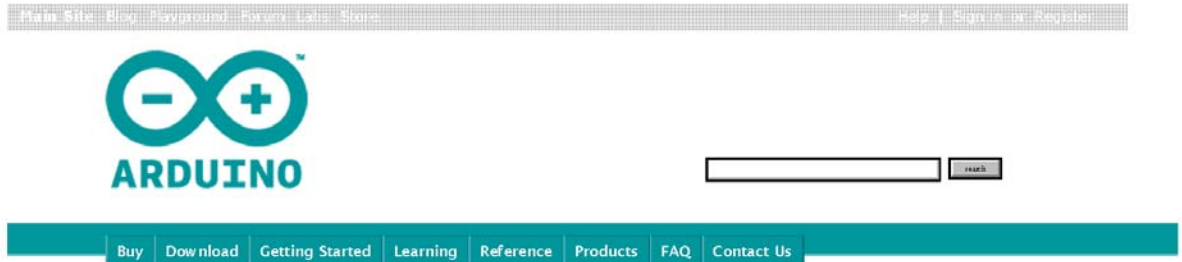 Main Site Blog Playground Forum Labs Store Help | Sign in or Register
ARDUINO
TM
search
Buy Download Getting Started Learning Reference Products FAQ Contact Us